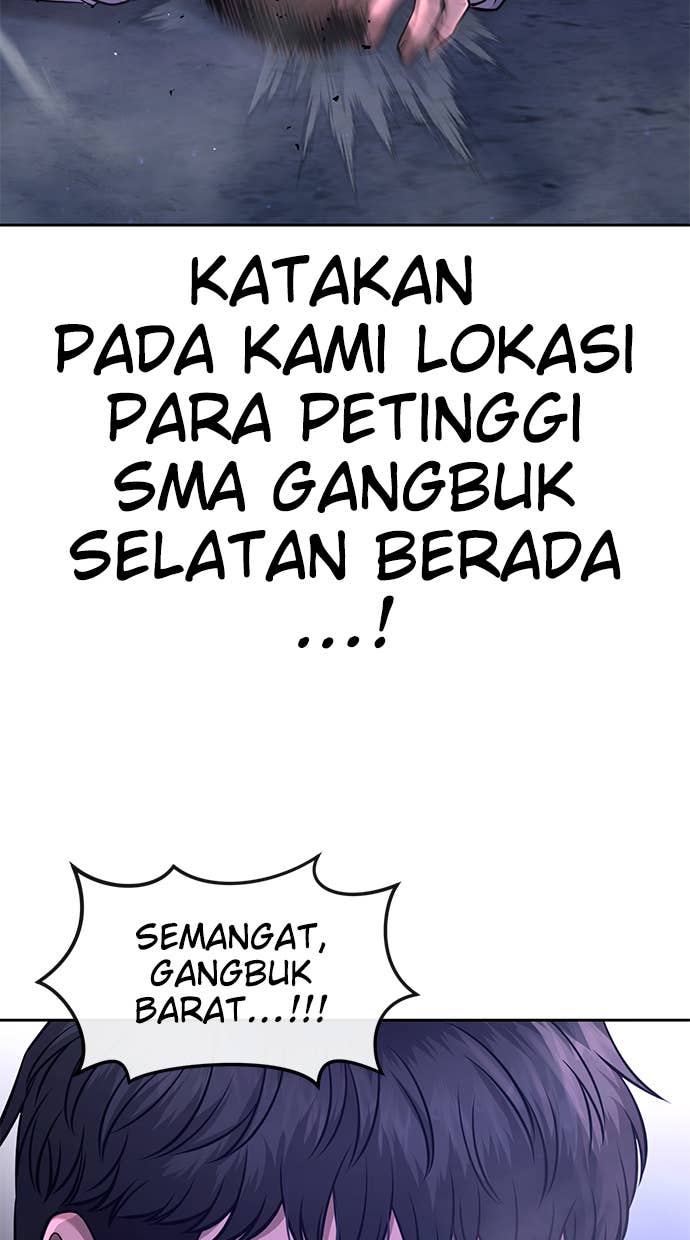 KATAKAN
PADA KAMI LOKASI
PARA PETINGGI
SMA GANGBUK
SELATAN BERADA
...!
SEMANGAT,
GANGBUK
BARAT...!!!